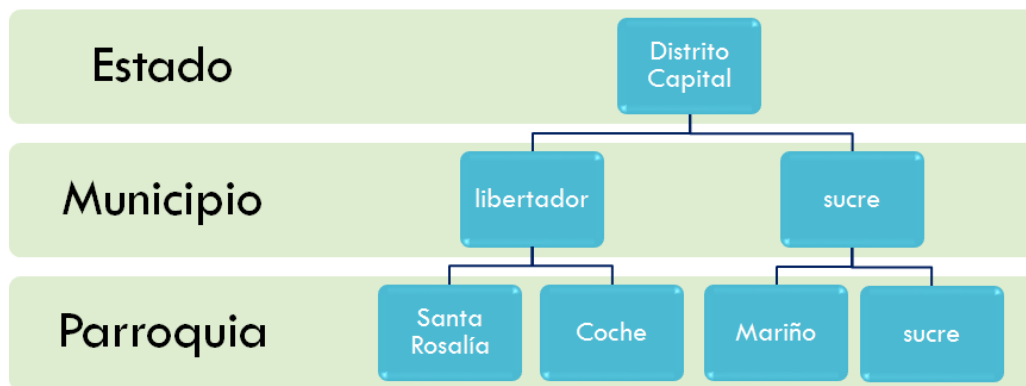 Estado
Distrito
Capital
Municipio
libertador
sucre
Parroquia
Santa
Rosalía
Coche
Mariño
sucre